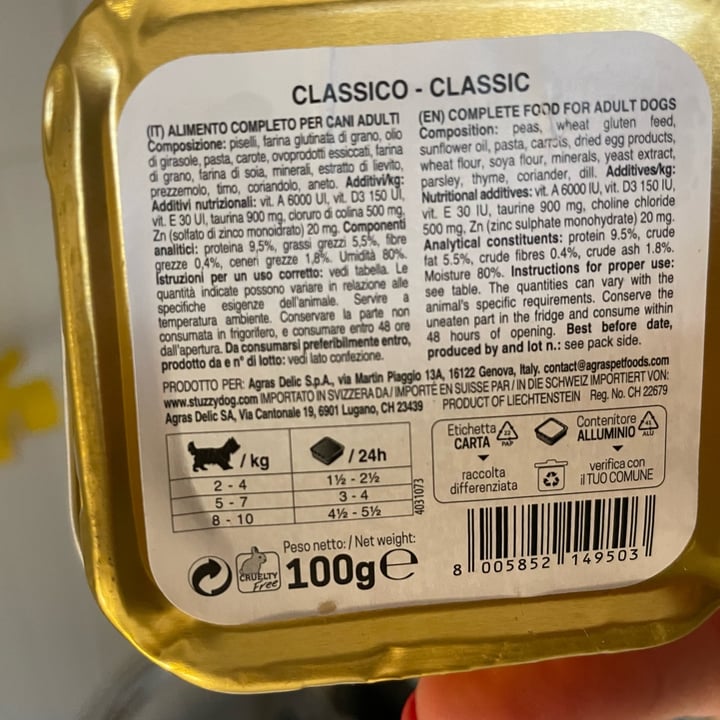 CLASSICO - CLASSIC
(IT) ALIMENTO COMPLETO PER CANI ADULTI
Composizione: piselli, farina glutinata di grano, olio
di girasole, pasta, carote, ovoprodotti essiccati, farina
di grano, farina di soia, minerali, estratto di lievito,
prezzemolo, timo, coriandolo, aneto. Additivi/kg:
Additivi nutrizionali: vit. A 6000 UI, vit. D3 150 UI,
vit. E 30 UI, taurina 900 mg, cloruro di colina 500 mg,
Zn (solfato di zinco monoidrato) 20 mg. Componenti
analitici: proteina 9,5%, grassi grezzi 5,5%, fibre
grezze 0,4%, ceneri grezze 1,8%. Umidità 80%.
Istruzioni per un uso corretto: vedi tabella. Le
quantità indicate possono variare in relazione alle
specifiche esigenze dell'animale. Servire a
temperatura ambiente. Conservare la parte non
consumata in frigorifero, e consumare entro 48 ore
dall'apertura. Da consumarsi preferibilmente entro,
prodotto da e n° di lotto: vedi lato confezione.
(EN) COMPLETE FOOD FOR ADULT DOGS
Composition: peas, wheat gluten feed,
sunflower oil, pasta, carrots, dried egg products,
wheat flour, soya flour, minerals, yeast extract,
parsley, thyme, coriander, dill. Additives/kg:
Nutritional additives: vit. A 6000 IU, vit. D3 150 IU,
vit. E 30 IU, taurine 900 mg, choline chloride
500 mg, Zn (zinc sulphate monohydrate) 20 mg.
Analytical constituents: protein 9.5%, crude
fat 5.5%, crude fibres 0.4%, crude ash 1.8%.
Moisture 80%. Instructions for proper use:
see table. The quantities can vary with the
animal's specific requirements. Conserve the
uneaten part in the fridge and consume within
48 hours of opening. Best before date,
produced by and lot n.: see pack side.
PRODOTTO PER: Agras Delic S.p.A., via Martin Piaggio 13A, 16122 Genova, Italy. contact@agraspetfoods.com
www.stuzzydog.com IMPORTATO IN SVIZZERA DA / IMPORTÉ EN SUISSE PAR / IN DIE SCHWEIZ IMPORTIERT VON:
Agras Delic SA, Via Cantonale 19, 6901 Lugano, CH 23439 PRODUCT OF LIECHTENSTEIN Reg. No. CH 22679
/ kg / 24h
2 - 4 1½ - 2½
5 - 7 3 - 4
8 - 10 4½ - 5½
4031073
Etichetta
CARTA
22
PAP
raccolta
differenziata
Contenitore
ALLUMINIO
41
ALU
verifica con
il TUO COMUNE
CRUELTY
Free
Peso netto: / Net weight:
100g e
8 005852 149503